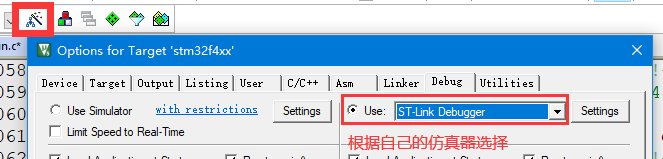 in.c*
Options for Target 'stm32f4xx'
Device Target Output Listing User C/C++ Asm Linker Debug Utilities
Use Simulator with restrictions Settings Use: ST-Link Debugger Settings
Limit Speed to Real-Time
根据自己的仿真器选择
058
059
060
061
062